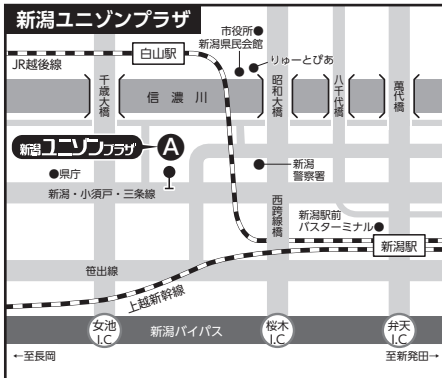 新潟ユニゾンプラザ
市役所
新潟県民会館
りゅーとぴあ
白山駅
JR越後線
千歳大橋
信濃川
昭和大橋
八千代橋
萬代橋
新潟ユニゾンプラザ
A
県庁
新潟警察署
新潟・小須戸・三条線
西跨線橋
新潟駅前
バスターミナル
新潟駅
笹出線
上越新幹線
女池
I.C
新潟バイパス
桜木
I.C
弁天
I.C
←至長岡
至新発田→